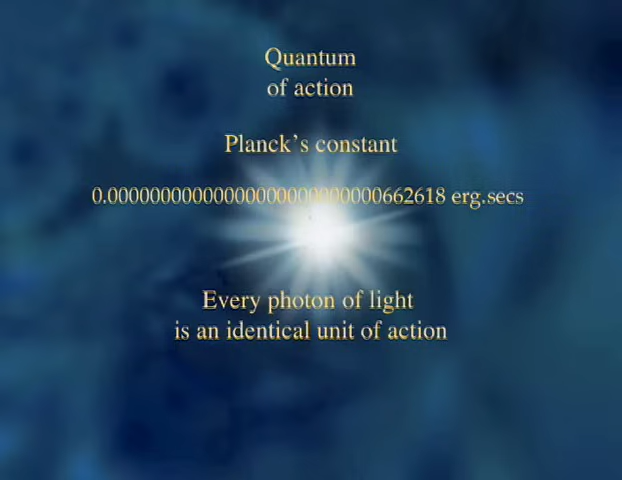 Quantum
of action
Planck's constant
0.00000000000000000000000000662618 erg.secs
Every photon of light
is an identical unit of action